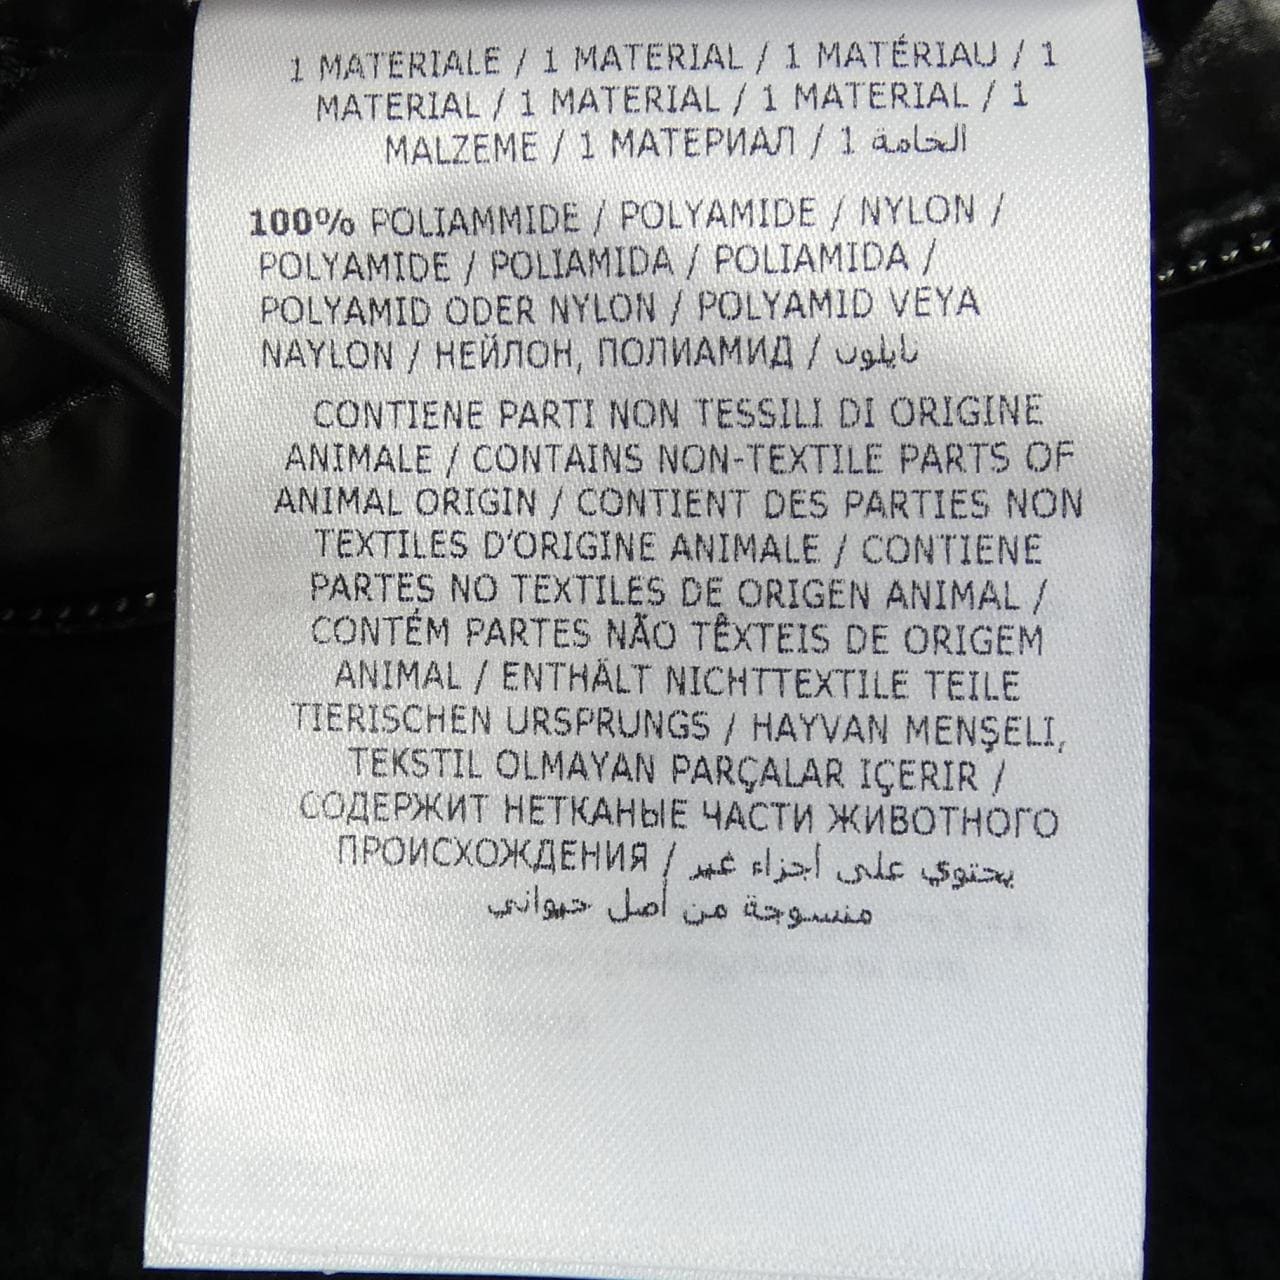 1 MATERIALE / 1 MATERIAL / 1 MATÉRIAU / 1
MATERIAL / 1 MATERIAL / 1 MATERIAL / 1
MALZEME / 1 МАТЕРИАЛ / 1 الخامة
100% POLIAMMIDE / POLYAMIDE / NYLON /
POLYAMIDE / POLIAMIDA / POLIAMIDA /
POLYAMID ODER NYLON / POLYAMID VEYA
NAYLON / НЕЙЛОН, ПОЛИАМИД / نايلون
CONTIENE PARTI NON TESSILI DI ORIGINE
ANIMALE / CONTAINS NON-TEXTILE PARTS OF
ANIMAL ORIGIN / CONTIENT DES PARTIES NON
TEXTILES D'ORIGINE ANIMALE / CONTIENE
PARTES NO TEXTILES DE ORIGEN ANIMAL /
CONTÉM PARTES NÃO TÊXTEIS DE ORIGEM
ANIMAL / ENTHÄLT NICHTTEXTILE TEILE
TIERISCHEN URSPRUNGS / HAYVAN MENŞELI,
TEKSTIL OLMAYAN PARÇALAR IÇERIR /
СОДЕРЖИТ НЕТКАНЫЕ ЧАСТИ ЖИВОТНОГО
ПРОИСХОЖДЕНИЯ / يحتوي على أجزاء غير
منسوجة من أصل حيواني